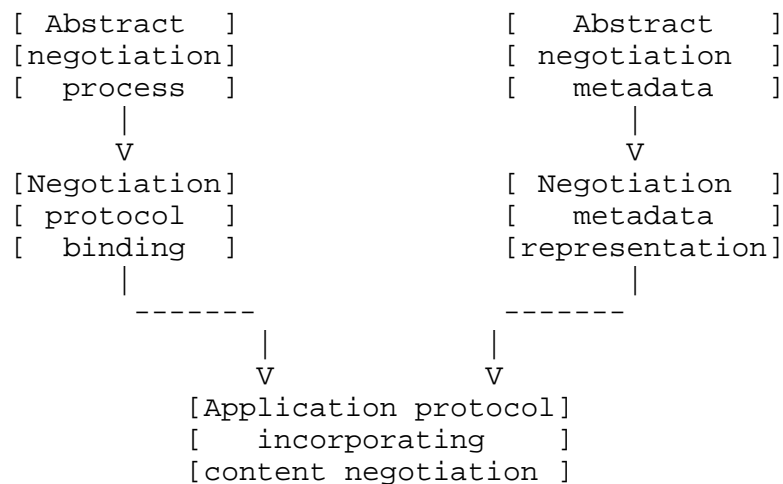 [ Abstract  ]                 [   Abstract   ]
[negotiation]                 [ negotiation  ]
[  process  ]                 [   metadata   ]
      |                              |
      V                              V
[Negotiation]                 [ Negotiation  ]
[ protocol  ]                 [   metadata   ]
[  binding  ]                 [representation]
      |                              |
       -------               -------
              |             |
              V             V
          [Application protocol]
          [   incorporating    ]
          [content negotiation ]